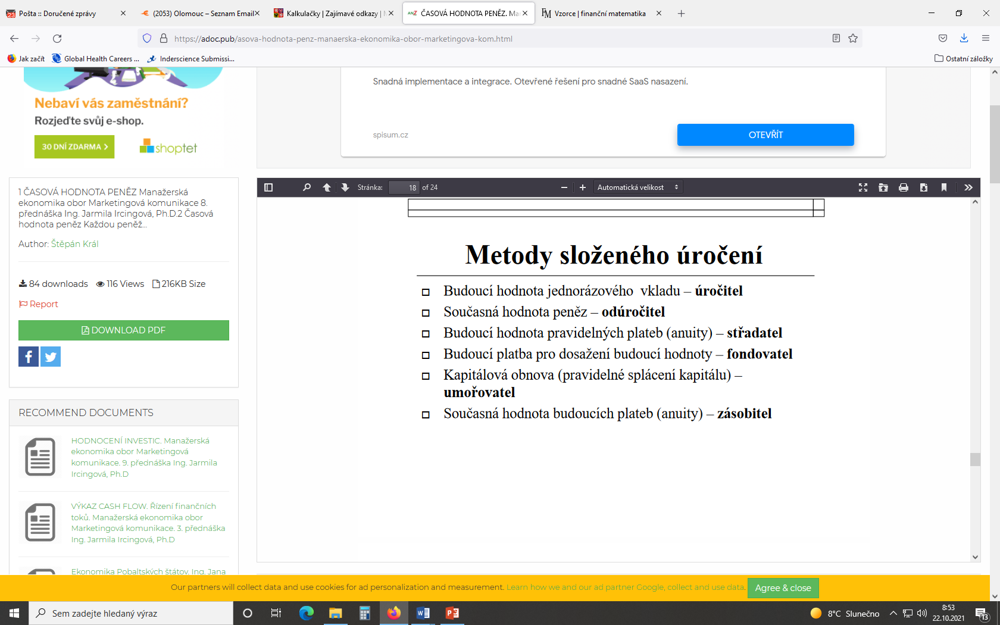 Pošta :: Doručené zprávy
(2053) Olomouc – Seznam Email
Kalkulačky | Zajímavé odkazy |
ČASOVÁ HODNOTA PENĚZ. Ma
Vzorce | finanční matematika
https://adoc.pub/asova-hodnota-penz-manaerska-ekonomika-obor-marketingova-kom.html
Jak začít
Global Health Careers ...
Inderscience Submissi...
Ostatní záložky
Nebaví vás zaměstnání?
Rozjeďte svůj e-shop.
30 DNÍ ZDARMA
shoptet
Snadná implementace a integrace. Otevřené řešení pro snadné SaaS nasazení.
spisum.cz
OTEVŘÍT
1 ČASOVÁ HODNOTA PENĚZ Manažerská
ekonomika obor Marketingová komunikace 8.
přednáška Ing. Jarmila Ircingová, Ph.D.2 Časová
hodnota peněz Každou peněž...
Author: Štěpán Král
84 downloads 116 Views 216KB Size
Report
DOWNLOAD PDF
RECOMMEND DOCUMENTS
HODNOCENÍ INVESTIC. Manažerská
ekonomika obor Marketingová
komunikace. 9. přednáška Ing. Jarmila
Ircingová, Ph.D
VÝKAZ CASH FLOW. Řízení finančních
toků. Manažerská ekonomika obor
Marketingová komunikace. 3. přednáška
Ing. Jarmila Ircingová, Ph.D
Ekonomika Pobaltských štátov. Ing. Jana
Stránka: 18 of 24
Automatická velikost
Metody složeného úročení
Budoucí hodnota jednorázového vkladu – úročitel
Současná hodnota peněz – odúročitel
Budoucí hodnota pravidelných plateb (anuity) – střadatel
Budoucí platba pro dosažení budoucí hodnoty – fondovatel
Kapitálová obnova (pravidelné splácení kapitálu) –
umořovatel
Současná hodnota budoucích plateb (anuity) – zásobitel
Our partners will collect data and use cookies for ad personalization and measurement. Learn how we and our ad partner Google, collect and use data.
Agree & close
Sem zadejte hledaný výraz
8°C Slunečno
8:53
22.10.2021
13